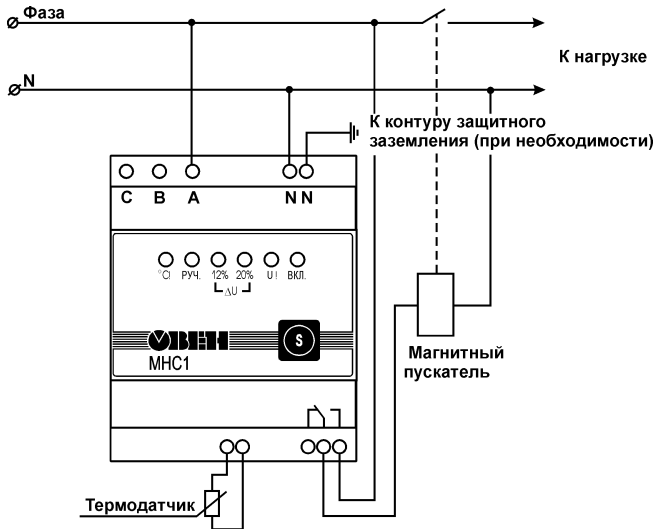 Фаза
К нагрузке
N
К контуру защитного
заземления (при необходимости)
C B A N N
°C! РУЧ. 12% 20% U! ВКЛ.
ΔU
ОВЕН
S
МНС1
Магнитный
пускатель
Термодатчик